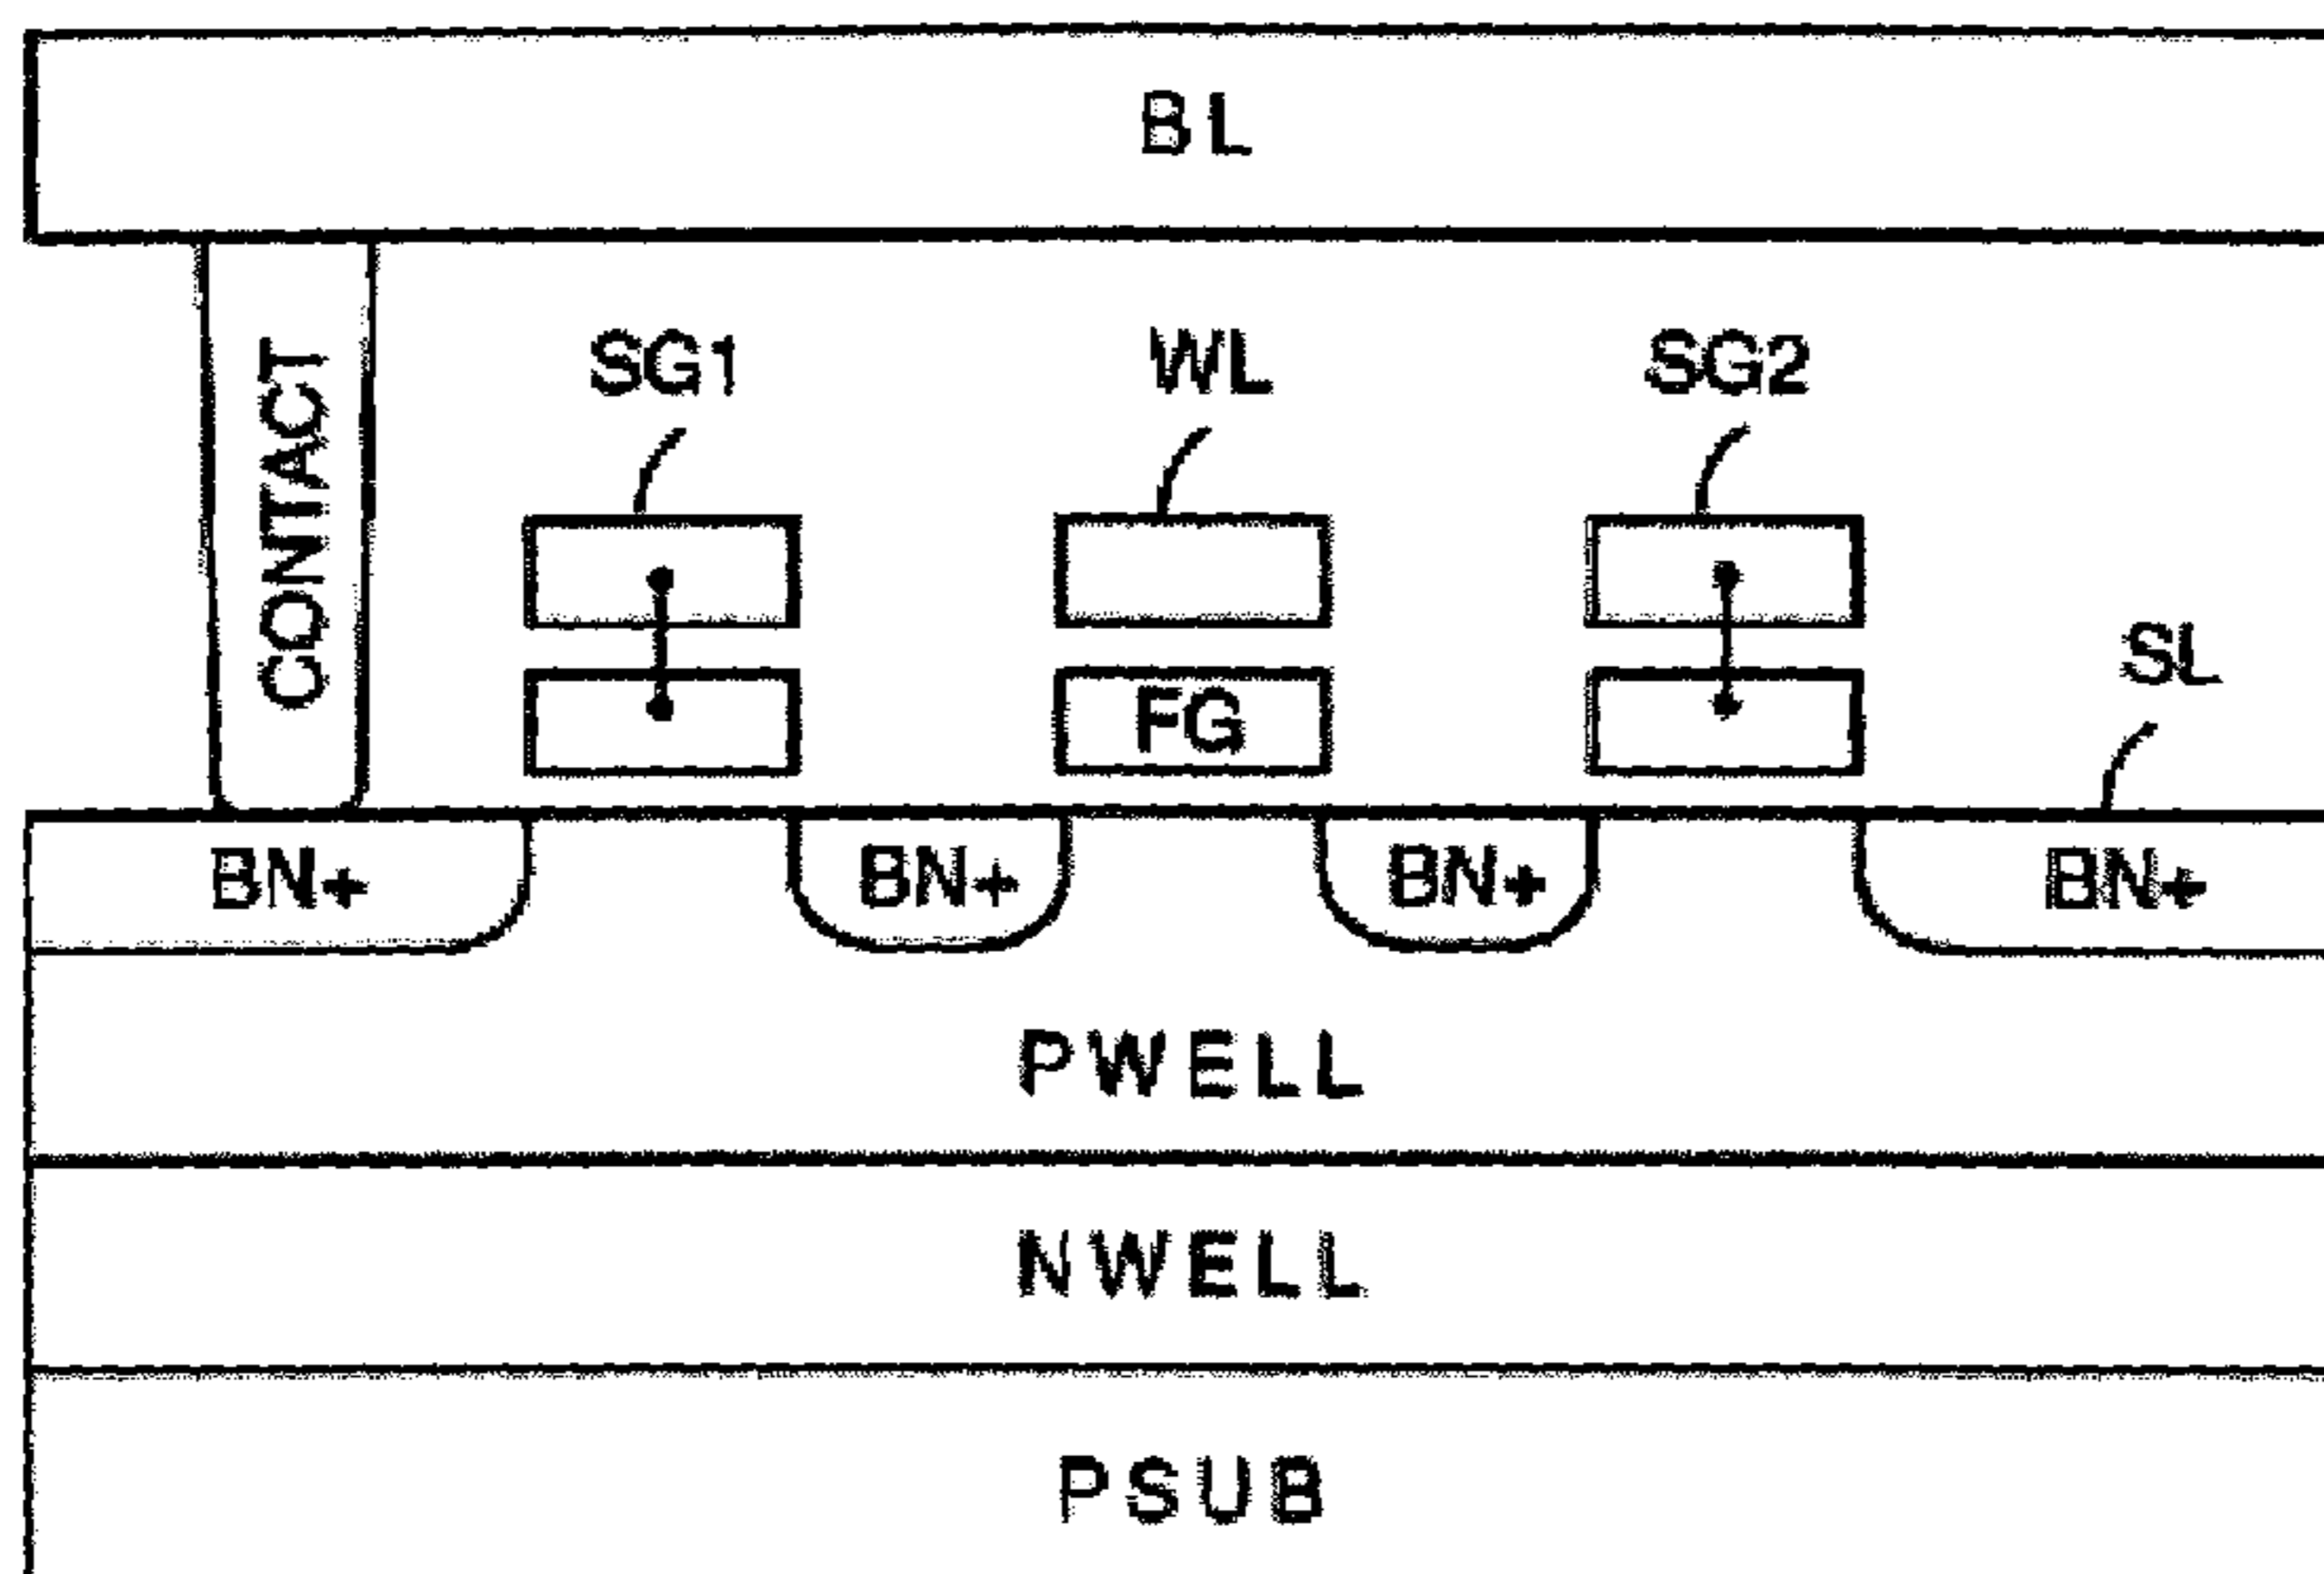 BL
CONTACT
SG1 WL SG2
SL
FG
BN+ BN+ BN+ BN+
PWELL
NWELL
PSUB